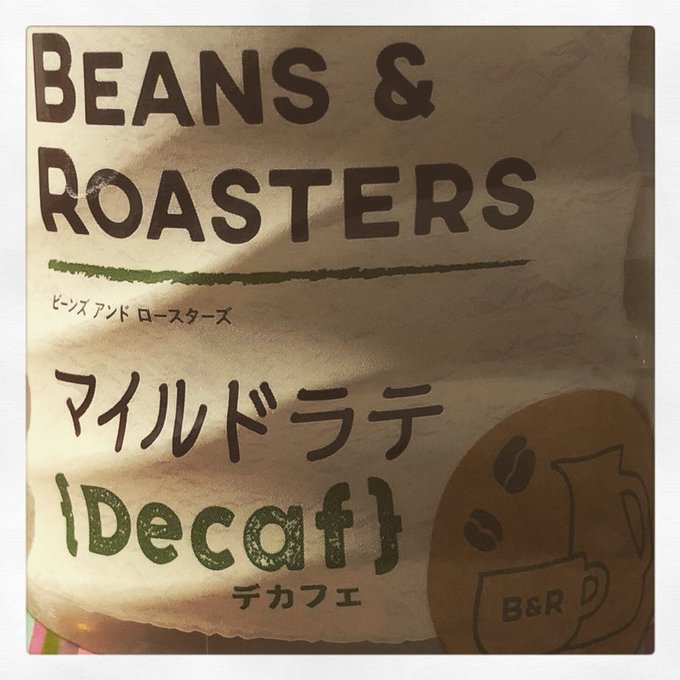 BEANS &
ROASTERS
ビーンズ アンド ロースターズ
マイルドラテ
{Decaf}
デカフェ
B&R